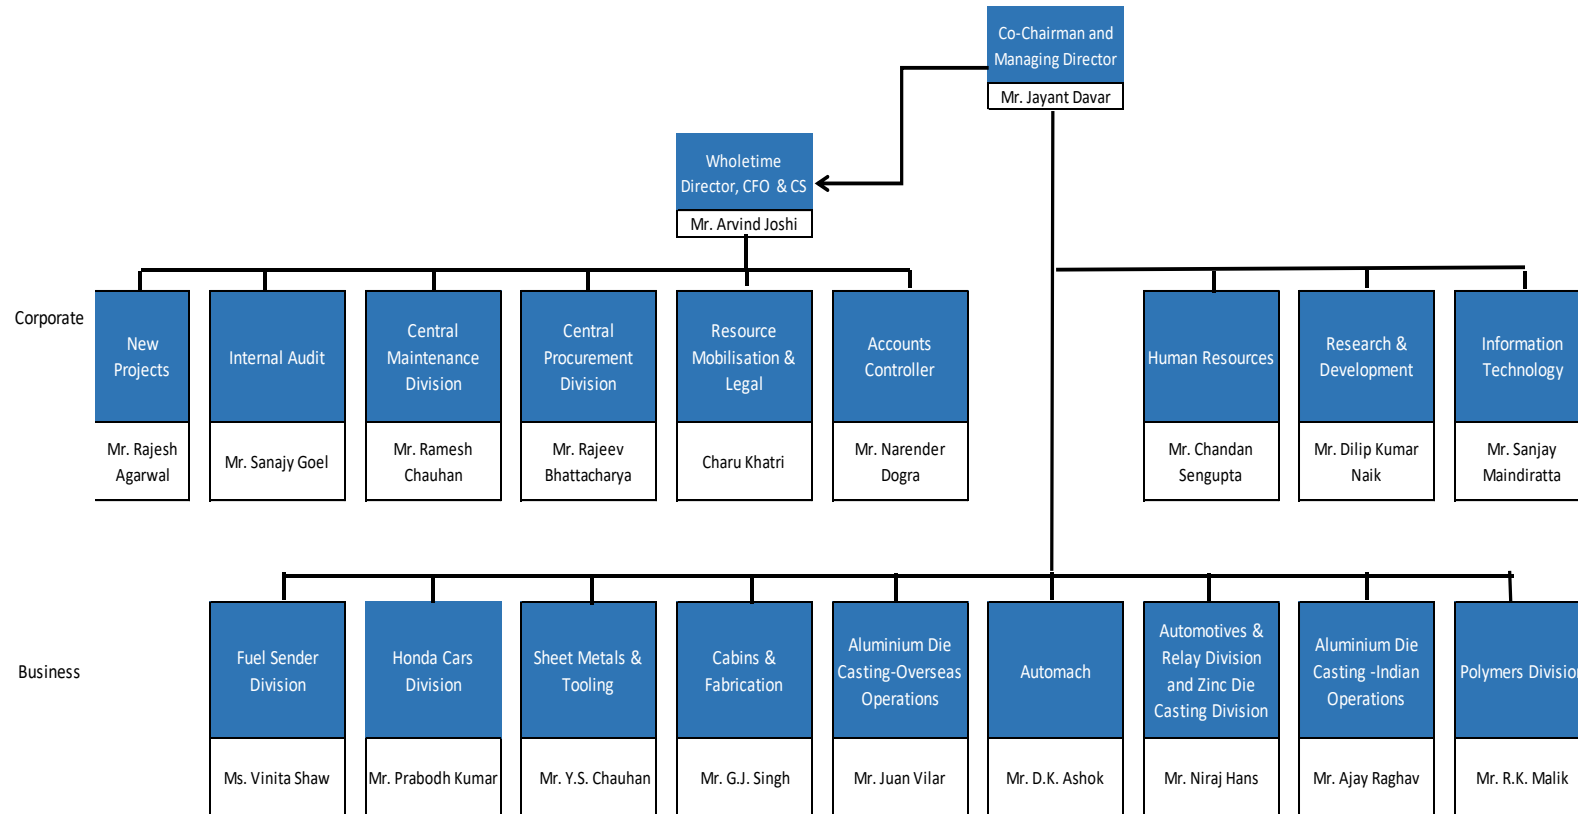 Co-Chairman and
Managing Director
Mr. Jayant Davar
Wholetime
Director, CFO & CS
Mr. Arvind Joshi
Corporate
New
Projects
Mr. Rajesh
Agarwal
Internal Audit
Mr. Sanajy Goel
Central
Maintenance
Division
Mr. Ramesh
Chauhan
Central
Procurement
Division
Mr. Rajeev
Bhattacharya
Resource
Mobilisation &
Legal
Charu Khatri
Accounts
Controller
Mr. Narender
Dogra
Human Resources
Mr. Chandan
Sengupta
Research &
Development
Mr. Dilip Kumar
Naik
Information
Technology
Mr. Sanjay
Maindiratta
Business
Fuel Sender
Division
Ms. Vinita Shaw
Honda Cars
Division
Mr. Prabodh Kumar
Sheet Metals &
Tooling
Mr. Y.S. Chauhan
Cabins &
Fabrication
Mr. G.J. Singh
Aluminium Die
Casting-Overseas
Operations
Mr. Juan Vilar
Automach
Mr. D.K. Ashok
Automotives &
Relay Division
and Zinc Die
Casting Division
Mr. Niraj Hans
Aluminium Die
Casting -Indian
Operations
Mr. Ajay Raghav
Polymers Division
Mr. R.K. Malik